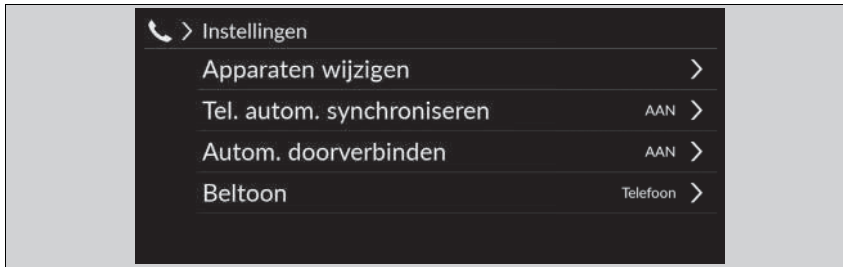 Instellingen
Apparaten wijzigen
Tel. autom. synchroniseren AAN
Autom. doorverbinden AAN
Beltoon Telefoon